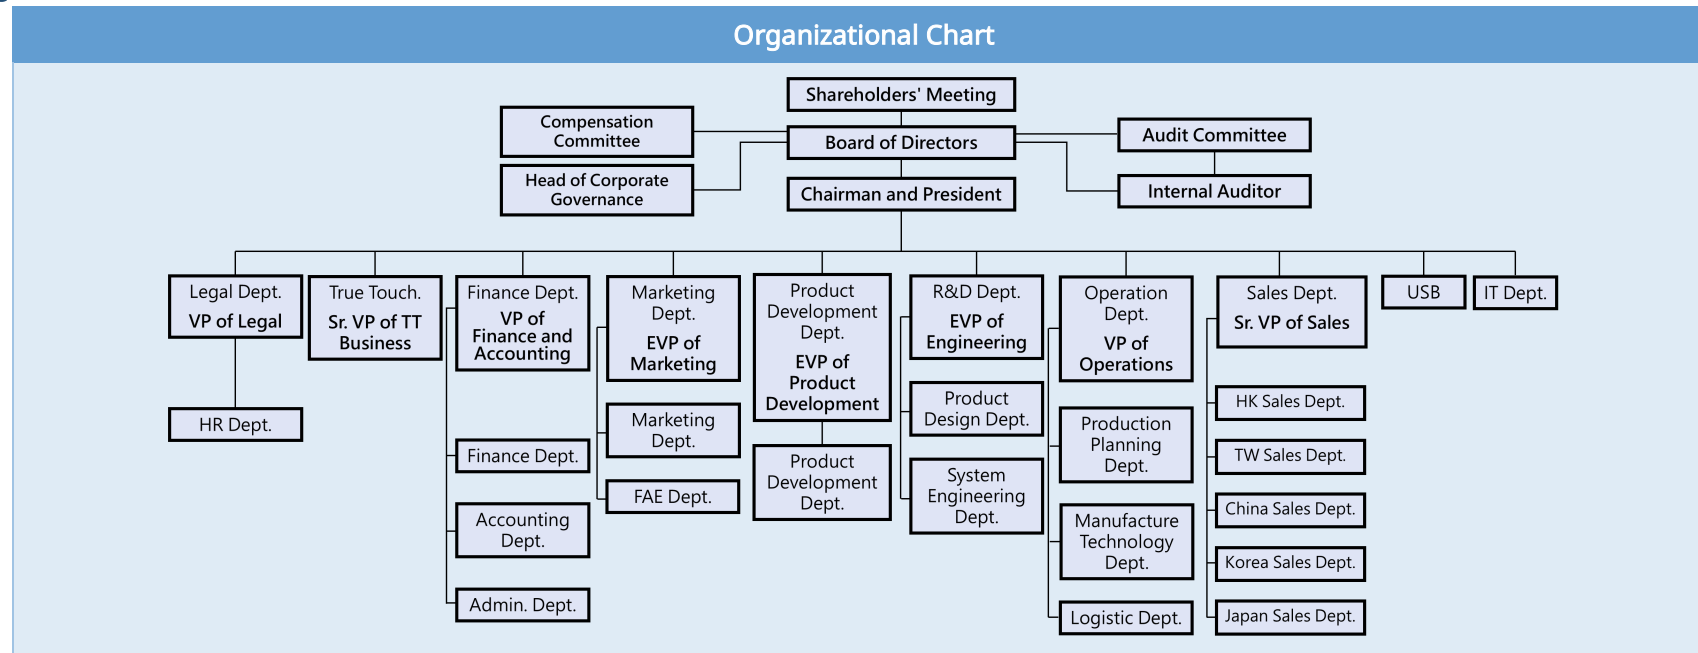 Organizational Chart
Shareholders' Meeting
Compensation
Committee
Board of Directors
Audit Committee
Head of Corporate
Governance
Chairman and President
Internal Auditor
Legal Dept.
VP of Legal
HR Dept.
True Touch.
Sr. VP of TT
Business
Finance Dept.
VP of
Finance and
Accounting
Finance Dept.
Accounting
Dept.
Admin. Dept.
Marketing
Dept.
EVP of
Marketing
Marketing
Dept.
FAE Dept.
Product
Development
Dept.
EVP of
Product
Development
Product
Development
Dept.
R&D Dept.
EVP of
Engineering
Product
Design Dept.
System
Engineering
Dept.
Operation
Dept.
VP of
Operations
Production
Planning
Dept.
Manufacture
Technology
Dept.
Logistic Dept.
Sales Dept.
Sr. VP of Sales
HK Sales Dept.
TW Sales Dept.
China Sales Dept.
Korea Sales Dept.
Japan Sales Dept.
USB
IT Dept.